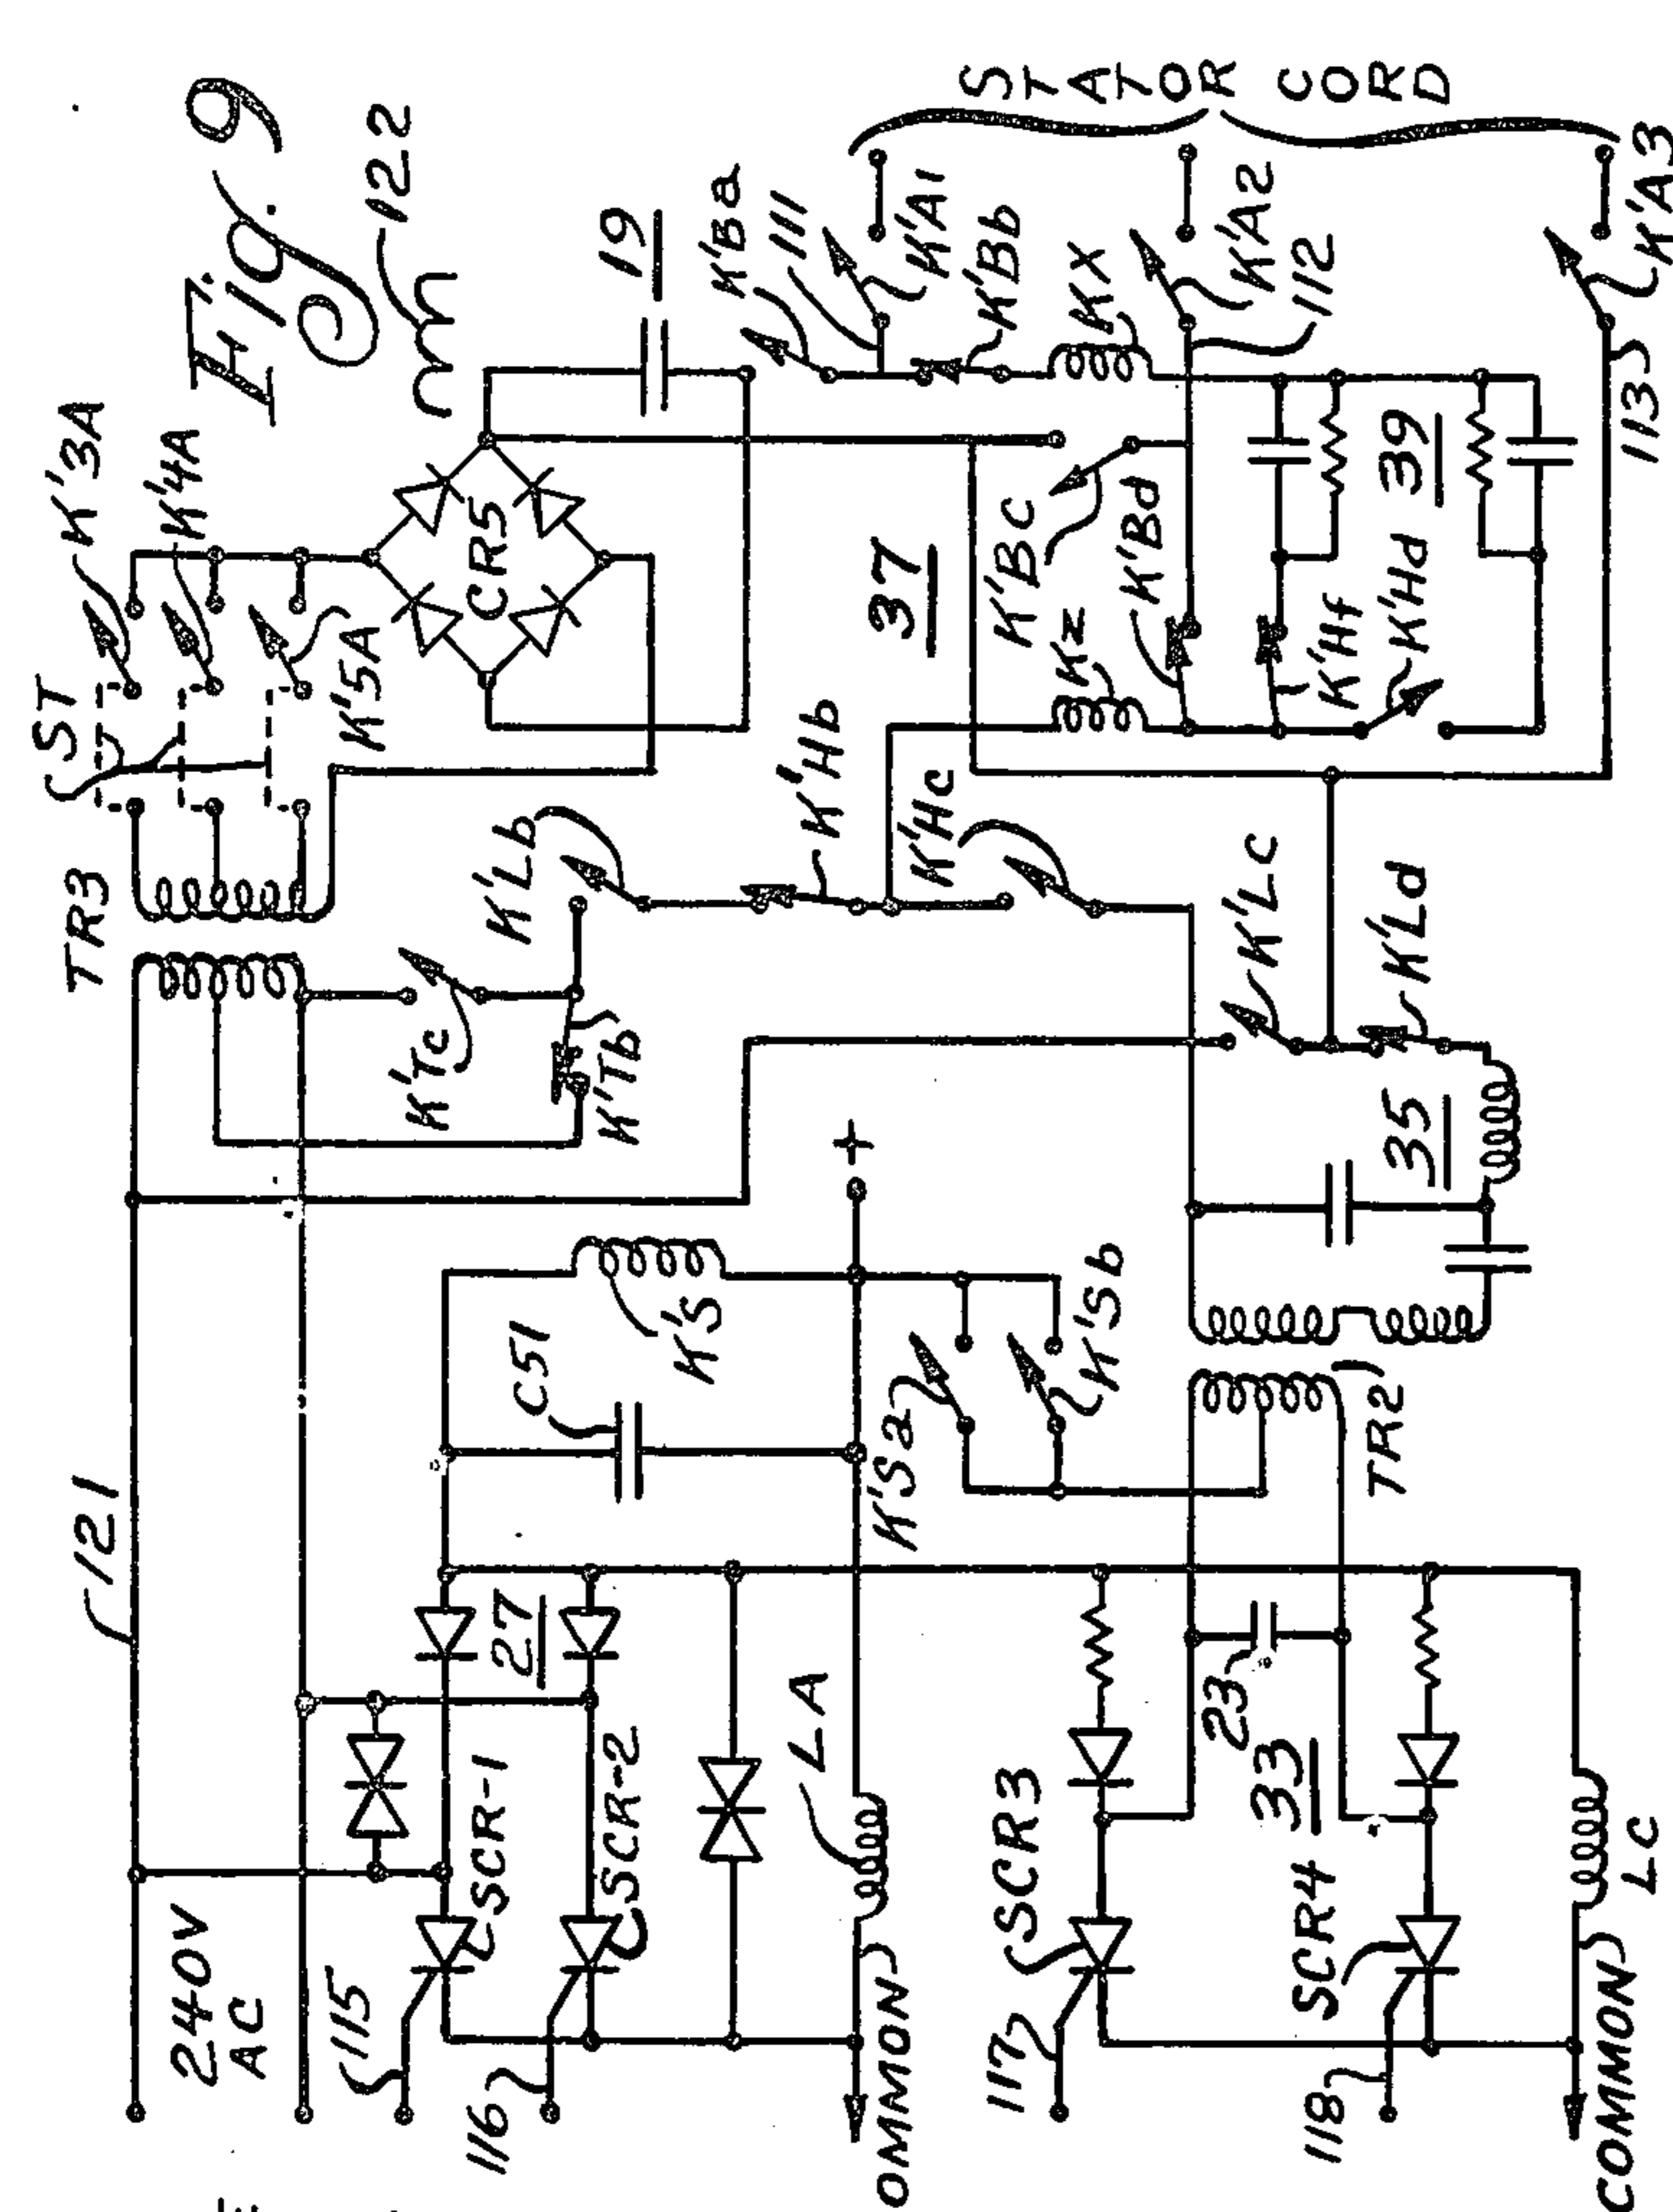 Fig. 9
STATOR CORD
ST
K'3A
K'4A
K'5A
122
TR3
CR5
19
K'Ba
111
K'A1
K'Bb
KX
K'A2
112
K'A3
113
37
39
K'BC
K'Bd
Kz
K'Hf
K'Hd
K'Lb
K'Hb
K'Hc
K'Tc
K'Tb
K'Lc
K'Ld
35
+
121
K'S
C51
K'Sa
K'Sb
TR2
27
240V
AC
115
116
SCR-1
SCR-2
LA
OMMON
117
118
SCR3
SCR4
23
33
LC
COMMON